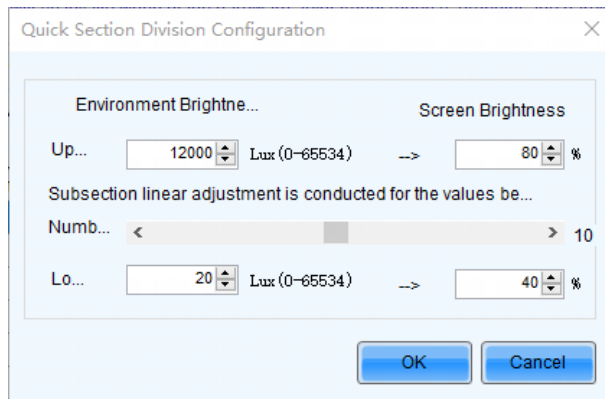 Quick Section Division Configuration
Environment Brightne...
Screen Brightness
Up... 12000 Lux(0-65534) --> 80 %
Subsection linear adjustment is conducted for the values be...
Numb... < > 10
Lo... 20 Lux(0-65534) --> 40 %
OK Cancel